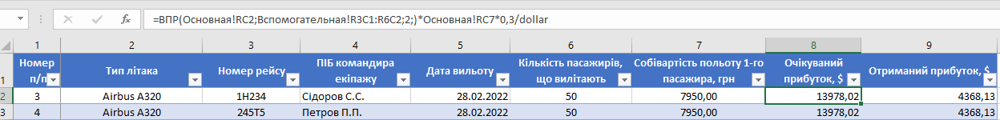 =ВПР(Основная!RC2;Вспомогательная!R3C1:R6C2;2;)*Основная!RC7*0,3/dollar
1 2 3 4 5 6 7 8 9
1 Номер п/п Тип літака Номер рейсу ПІБ командира екіпажу Дата вильоту Кількість пасажирів, що вилітають Собівартість польоту 1-го пасажира, грн Очікуваний прибуток, $ Отриманий прибуток, $
2 3 Airbus A320 1H234 Сідоров С.С. 28.02.2022 50 7950,00 13978,02 4368,13
3 4 Airbus A320 245T5 Петров П.П. 28.02.2022 50 7950,00 13978,02 4368,13